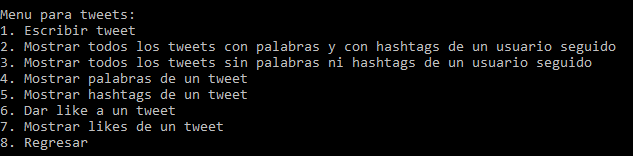 Menu para tweets:
1. Escribir tweet
2. Mostrar todos los tweets con palabras y con hashtags de un usuario seguido
3. Mostrar todos los tweets sin palabras ni hashtags de un usuario seguido
4. Mostrar palabras de un tweet
5. Mostrar hashtags de un tweet
6. Dar like a un tweet
7. Mostrar likes de un tweet
8. Regresar